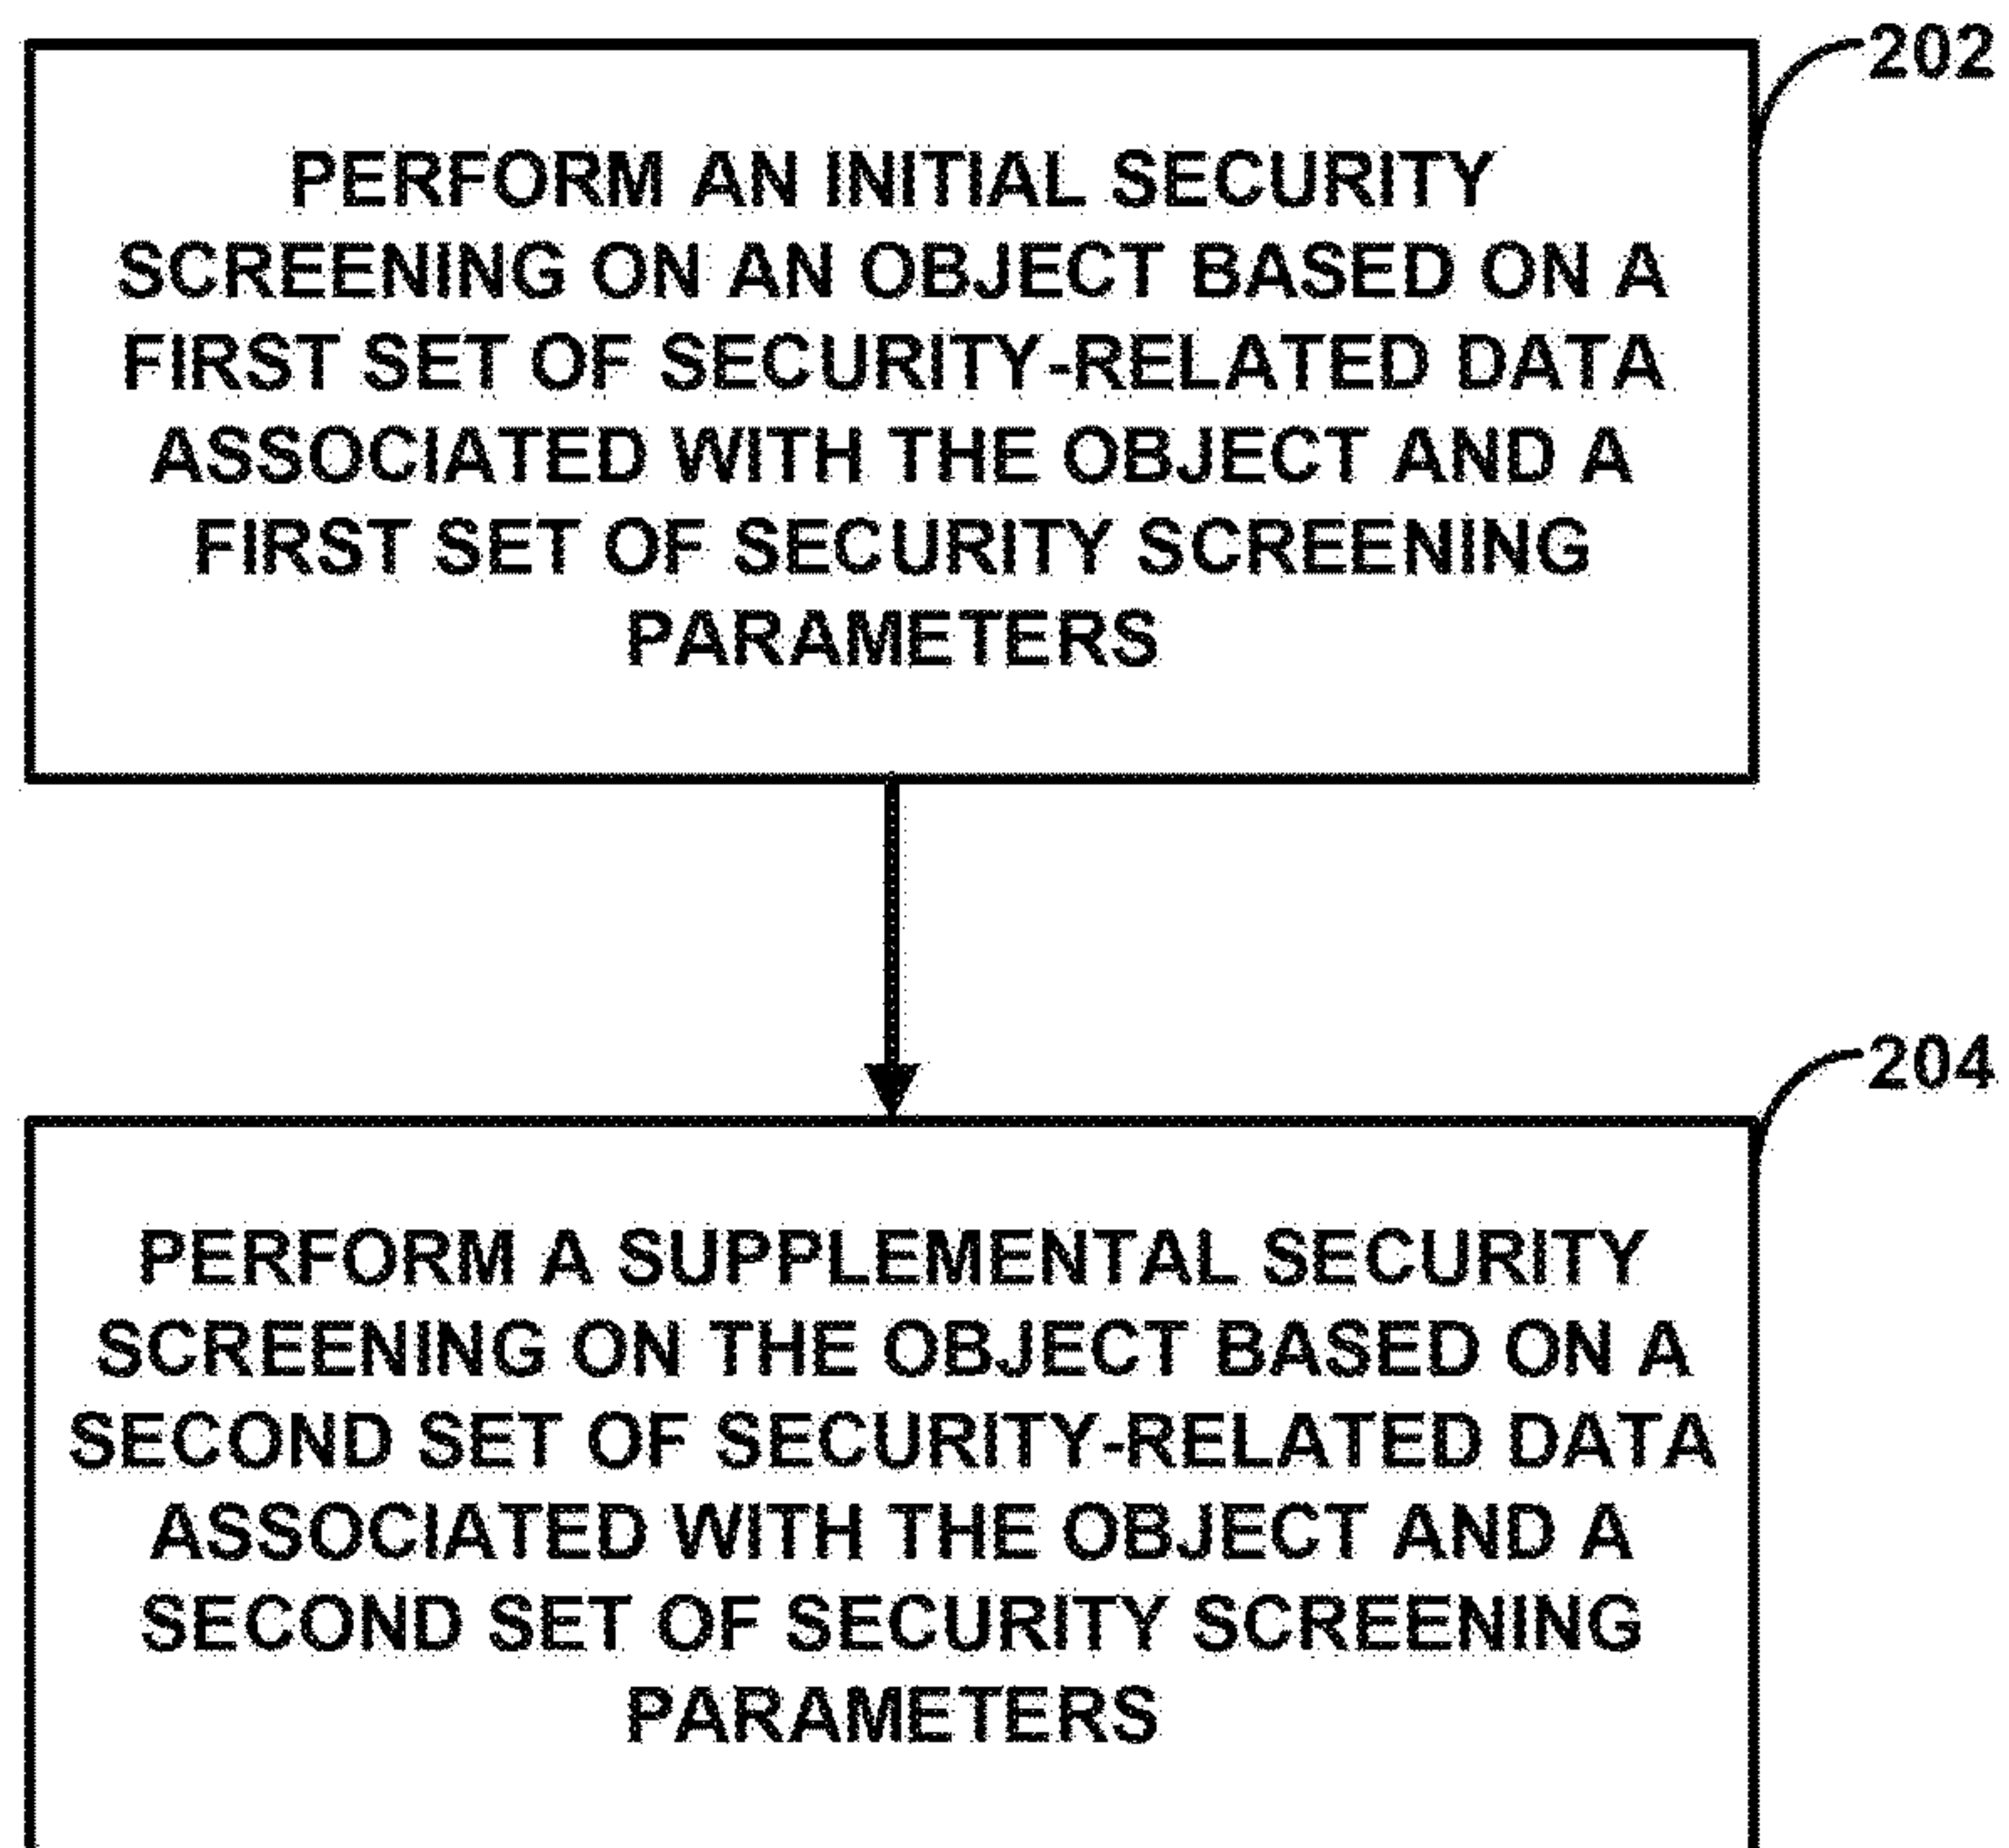 202
PERFORM AN INITIAL SECURITY
SCREENING ON AN OBJECT BASED ON A
FIRST SET OF SECURITY-RELATED DATA
ASSOCIATED WITH THE OBJECT AND A
FIRST SET OF SECURITY SCREENING
PARAMETERS
204
PERFORM A SUPPLEMENTAL SECURITY
SCREENING ON THE OBJECT BASED ON A
SECOND SET OF SECURITY-RELATED DATA
ASSOCIATED WITH THE OBJECT AND A
SECOND SET OF SECURITY SCREENING
PARAMETERS